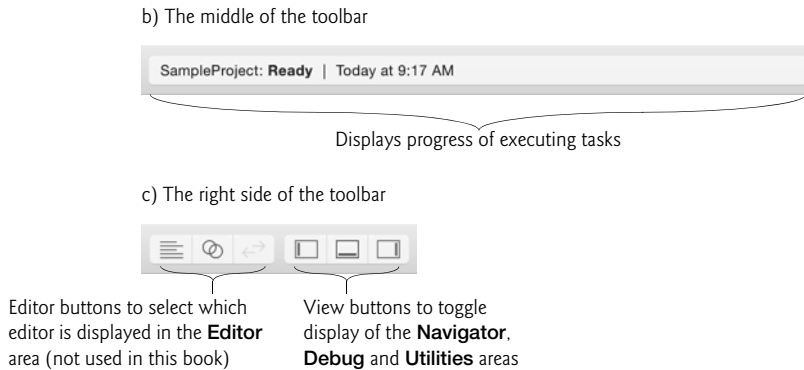 b) The middle of the toolbar
SampleProject: Ready | Today at 9:17 AM
Displays progress of executing tasks
c) The right side of the toolbar
Editor buttons to select which
editor is displayed in the Editor
area (not used in this book)
View buttons to toggle
display of the Navigator,
Debug and Utilities areas